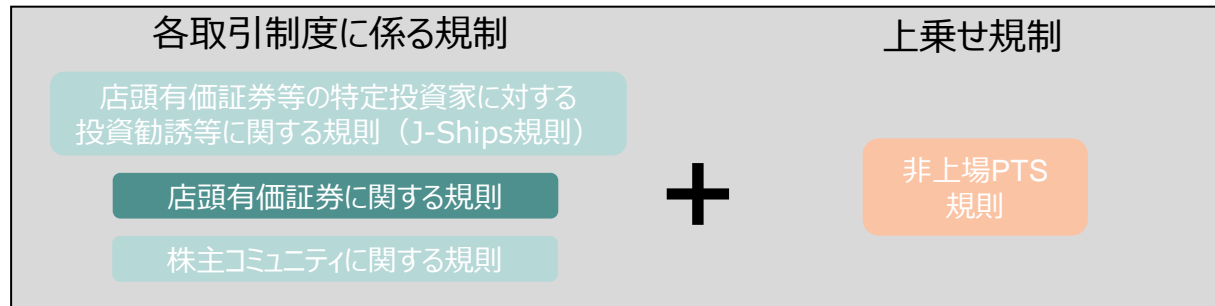 各取引制度に係る規制
店頭有価証券等の特定投資家に対する
投資勧誘等に関する規則（J-Ships規則）
店頭有価証券に関する規則
株主コミュニティに関する規則
+
上乗せ規制
非上場PTS
規則